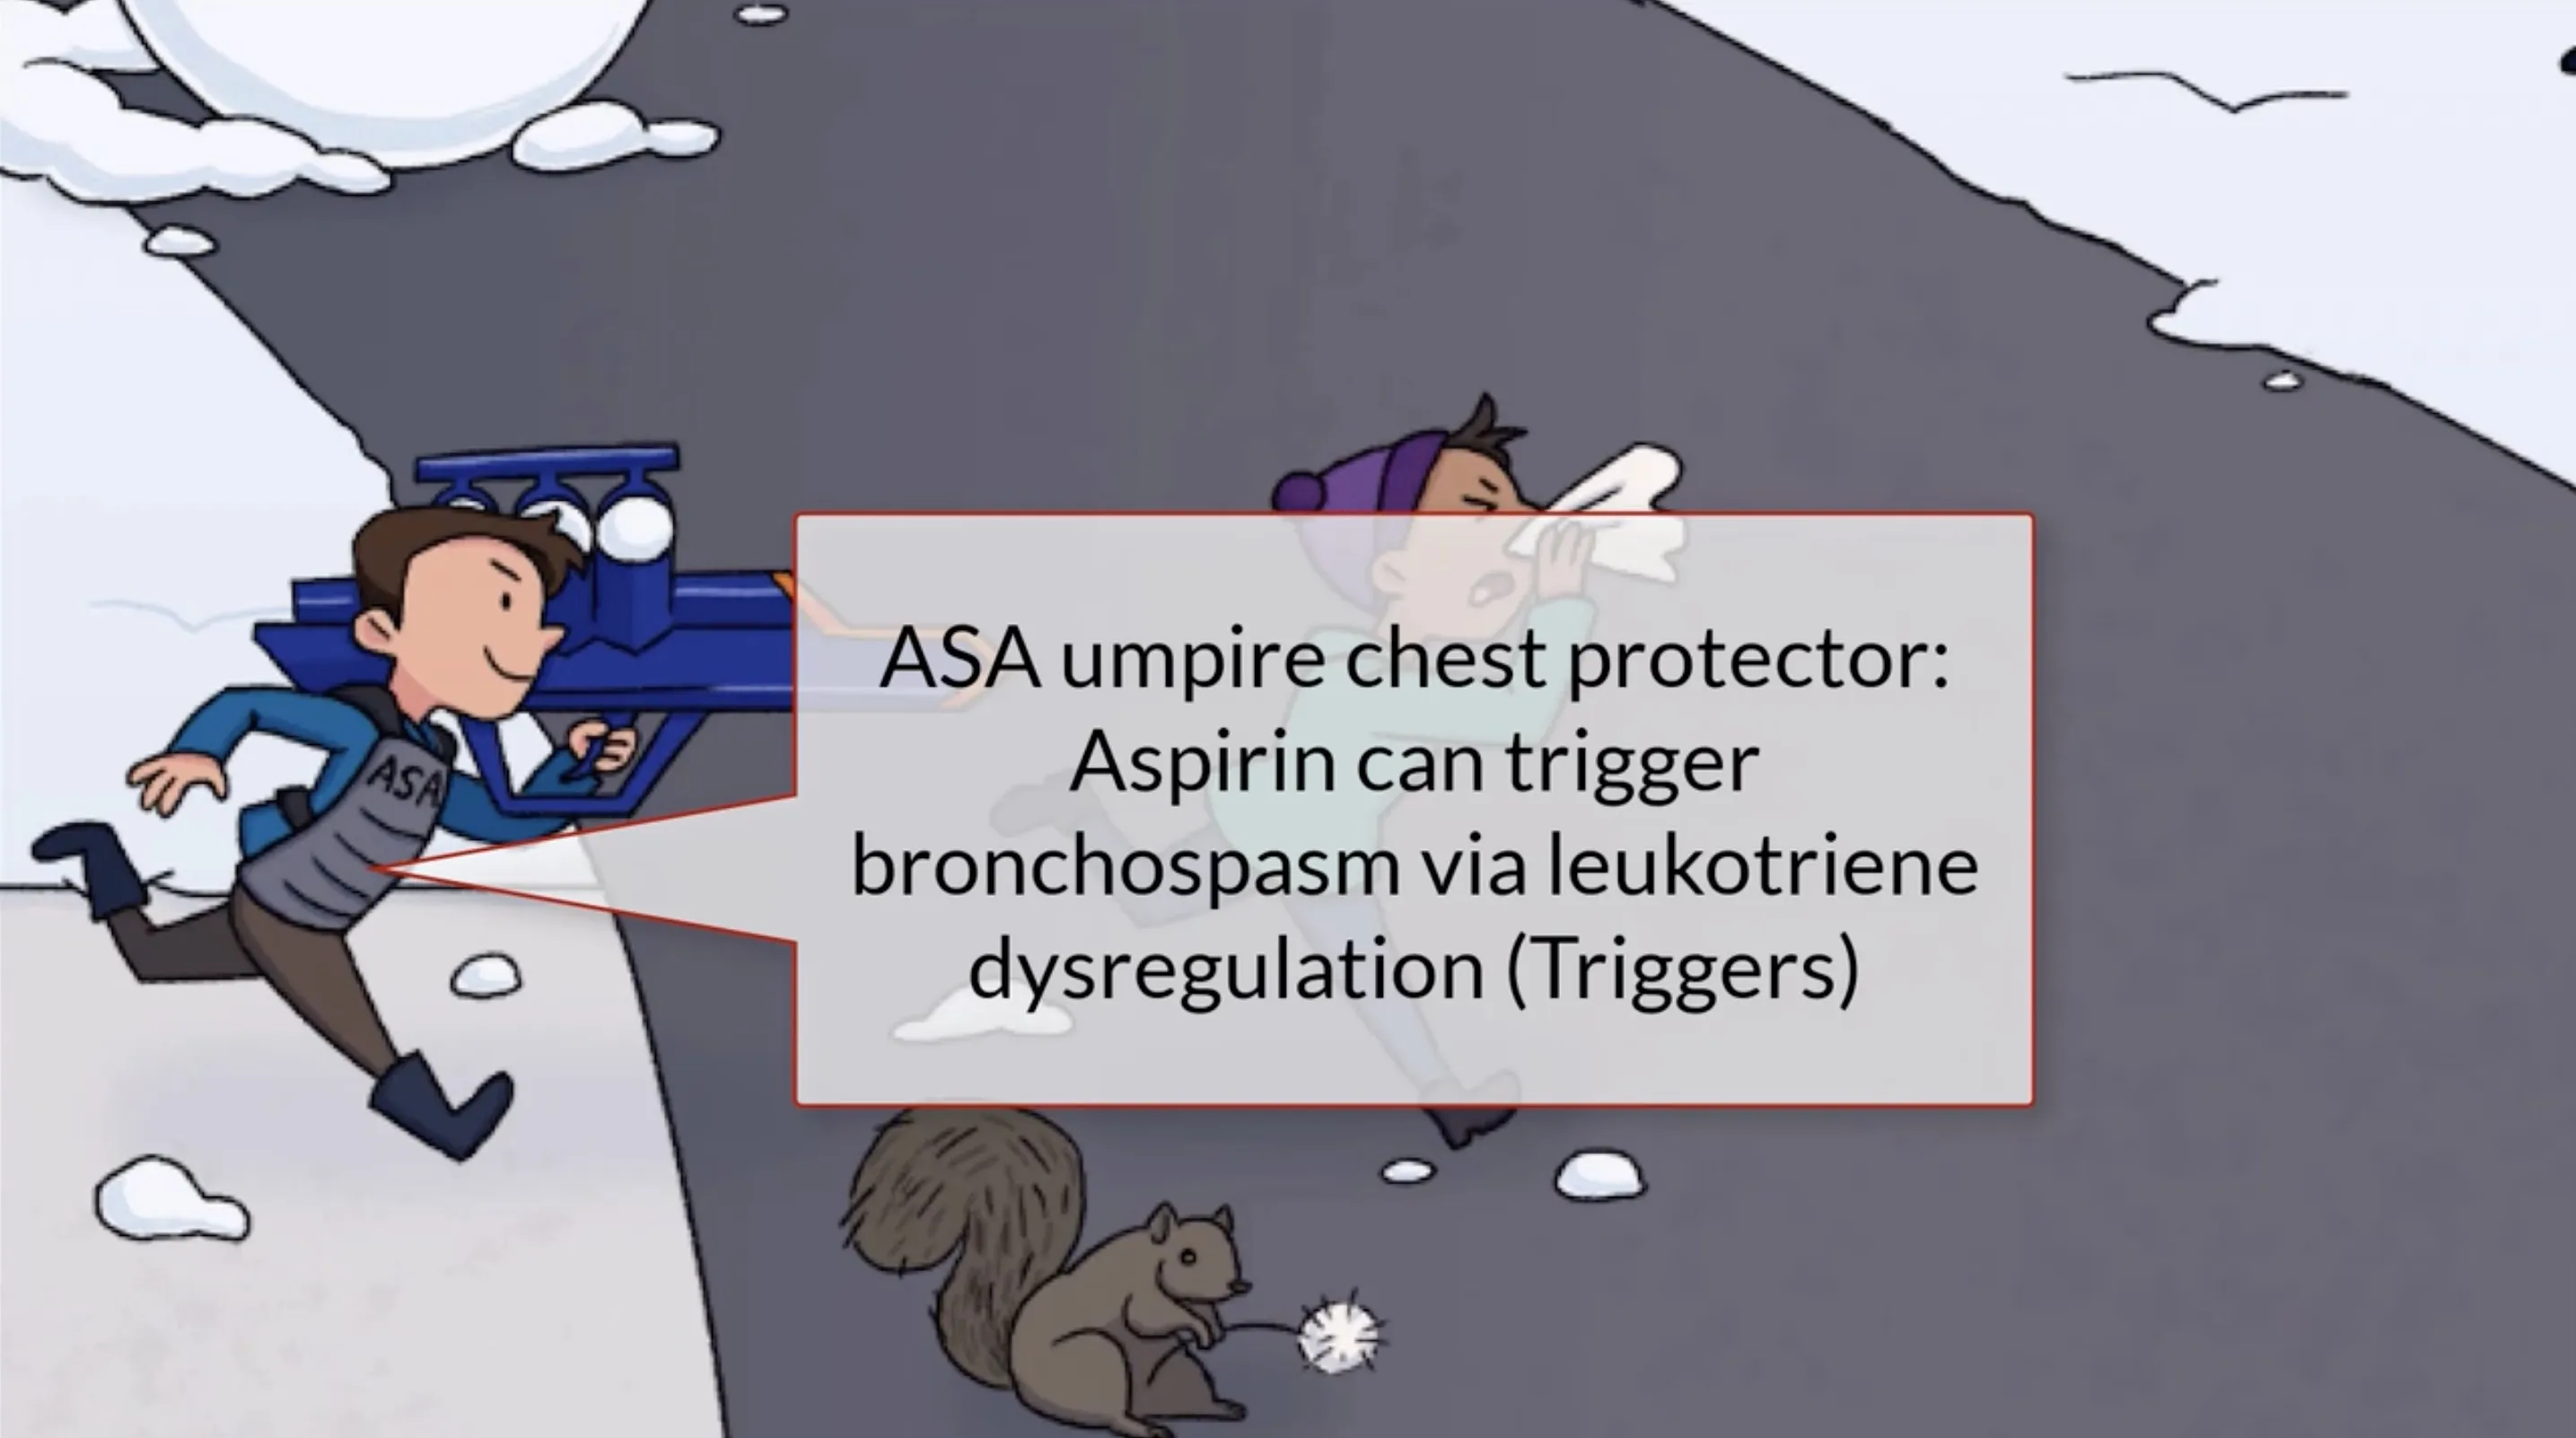 ASA
ASA umpire chest protector:
Aspirin can trigger
bronchospasm via leukotriene
dysregulation (Triggers)